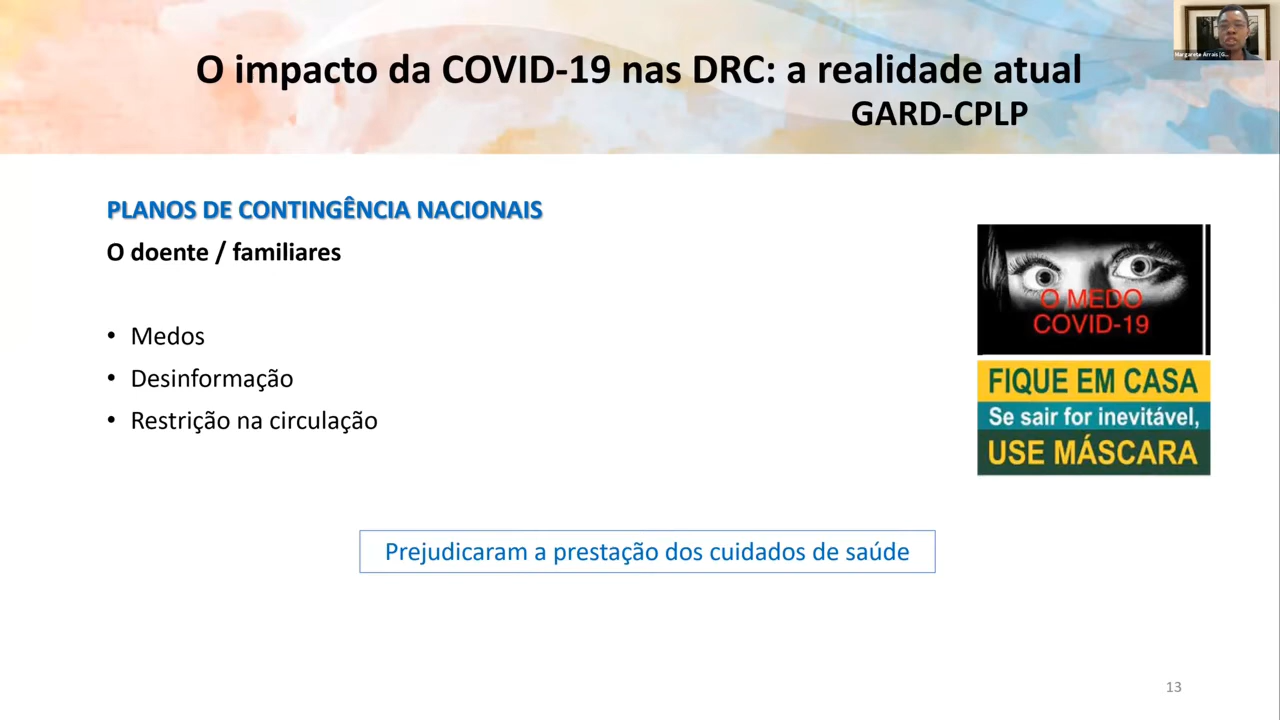 O impacto da COVID-19 nas DRC: a realidade atual
GARD-CPLP
Margarete Arrais (G...
PLANOS DE CONTINGÊNCIA NACIONAIS
O doente / familiares
• Medos
• Desinformação
• Restrição na circulação
O MEDO
COVID-19
FIQUE EM CASA
Se sair for inevitável,
USE MÁSCARA
Prejudicaram a prestação dos cuidados de saúde
13